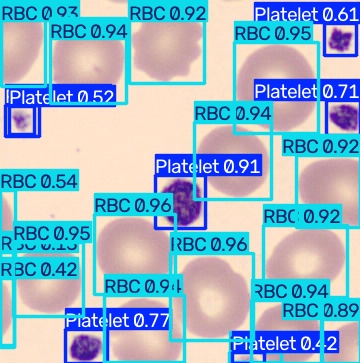 RBC 0.93
RBC 0.92
Platelet 0.61
RBC 0.94
RBC 0.95
Platelet 0.52
Platelet 0.71
RBC 0.94
RBC 0.92
Platelet 0.91
RBC 0.54
RBC 0.96
RBC 0.92
RBC 0.95
RBC 0.96
RBC 0.42
RBC 0.94
RBC 0.94
RBC 0.89
Platelet 0.77
Platelet 0.42